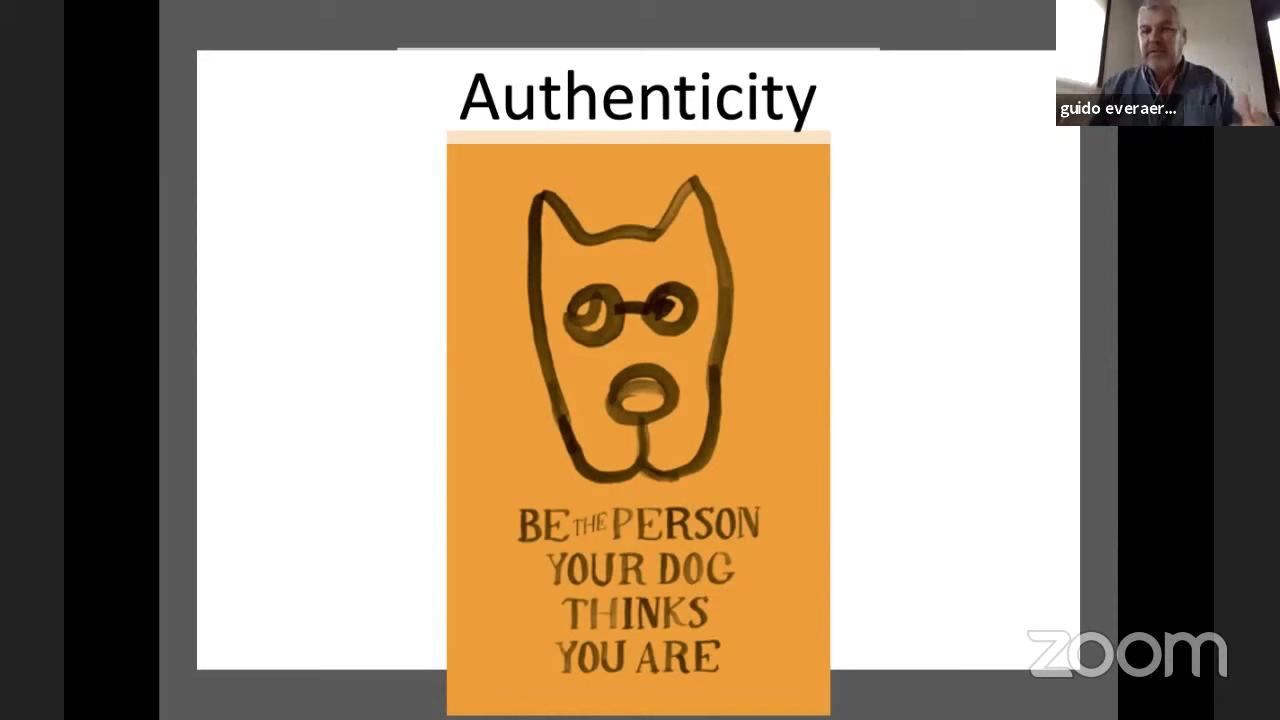 Authenticity
guido everaer...
BE THE PERSON
YOUR DOG
THINKS
YOU ARE
zoom